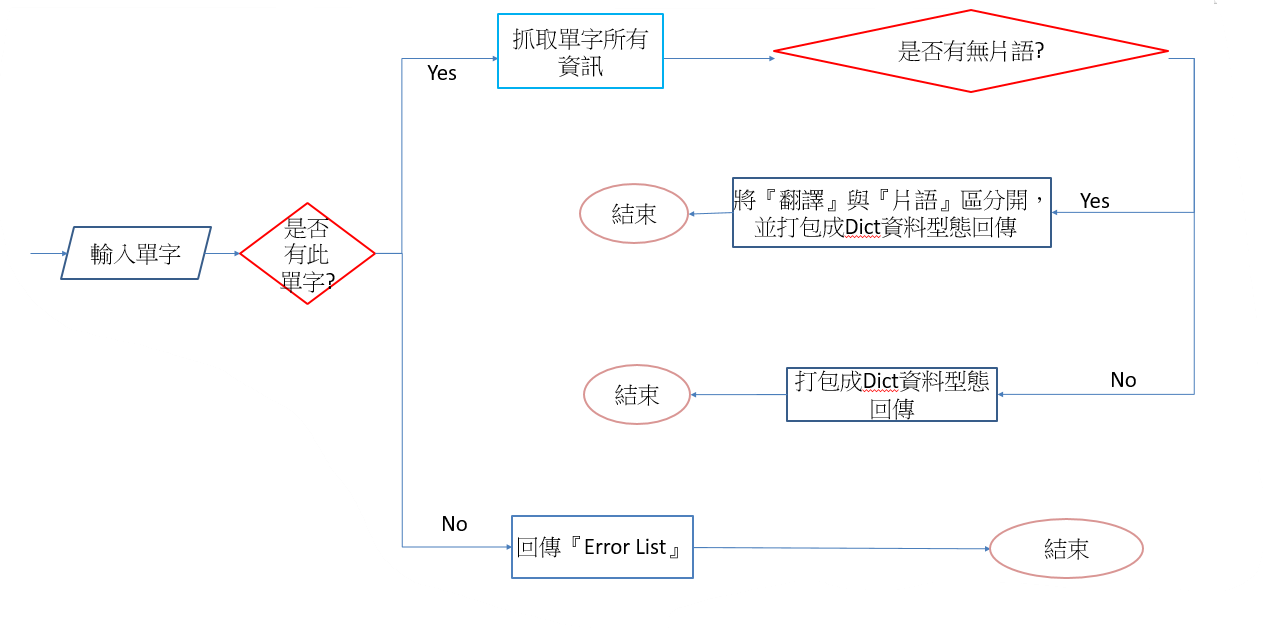 抓取單字所有
資訊
是否有無片語?
Yes
將『翻譯』與『片語』區分開，
並打包成Dict資料型態回傳
結束
Yes
輸入單字
是否
有此
單字?
結束
打包成Dict資料型態
回傳
No
No
回傳『Error List』
結束